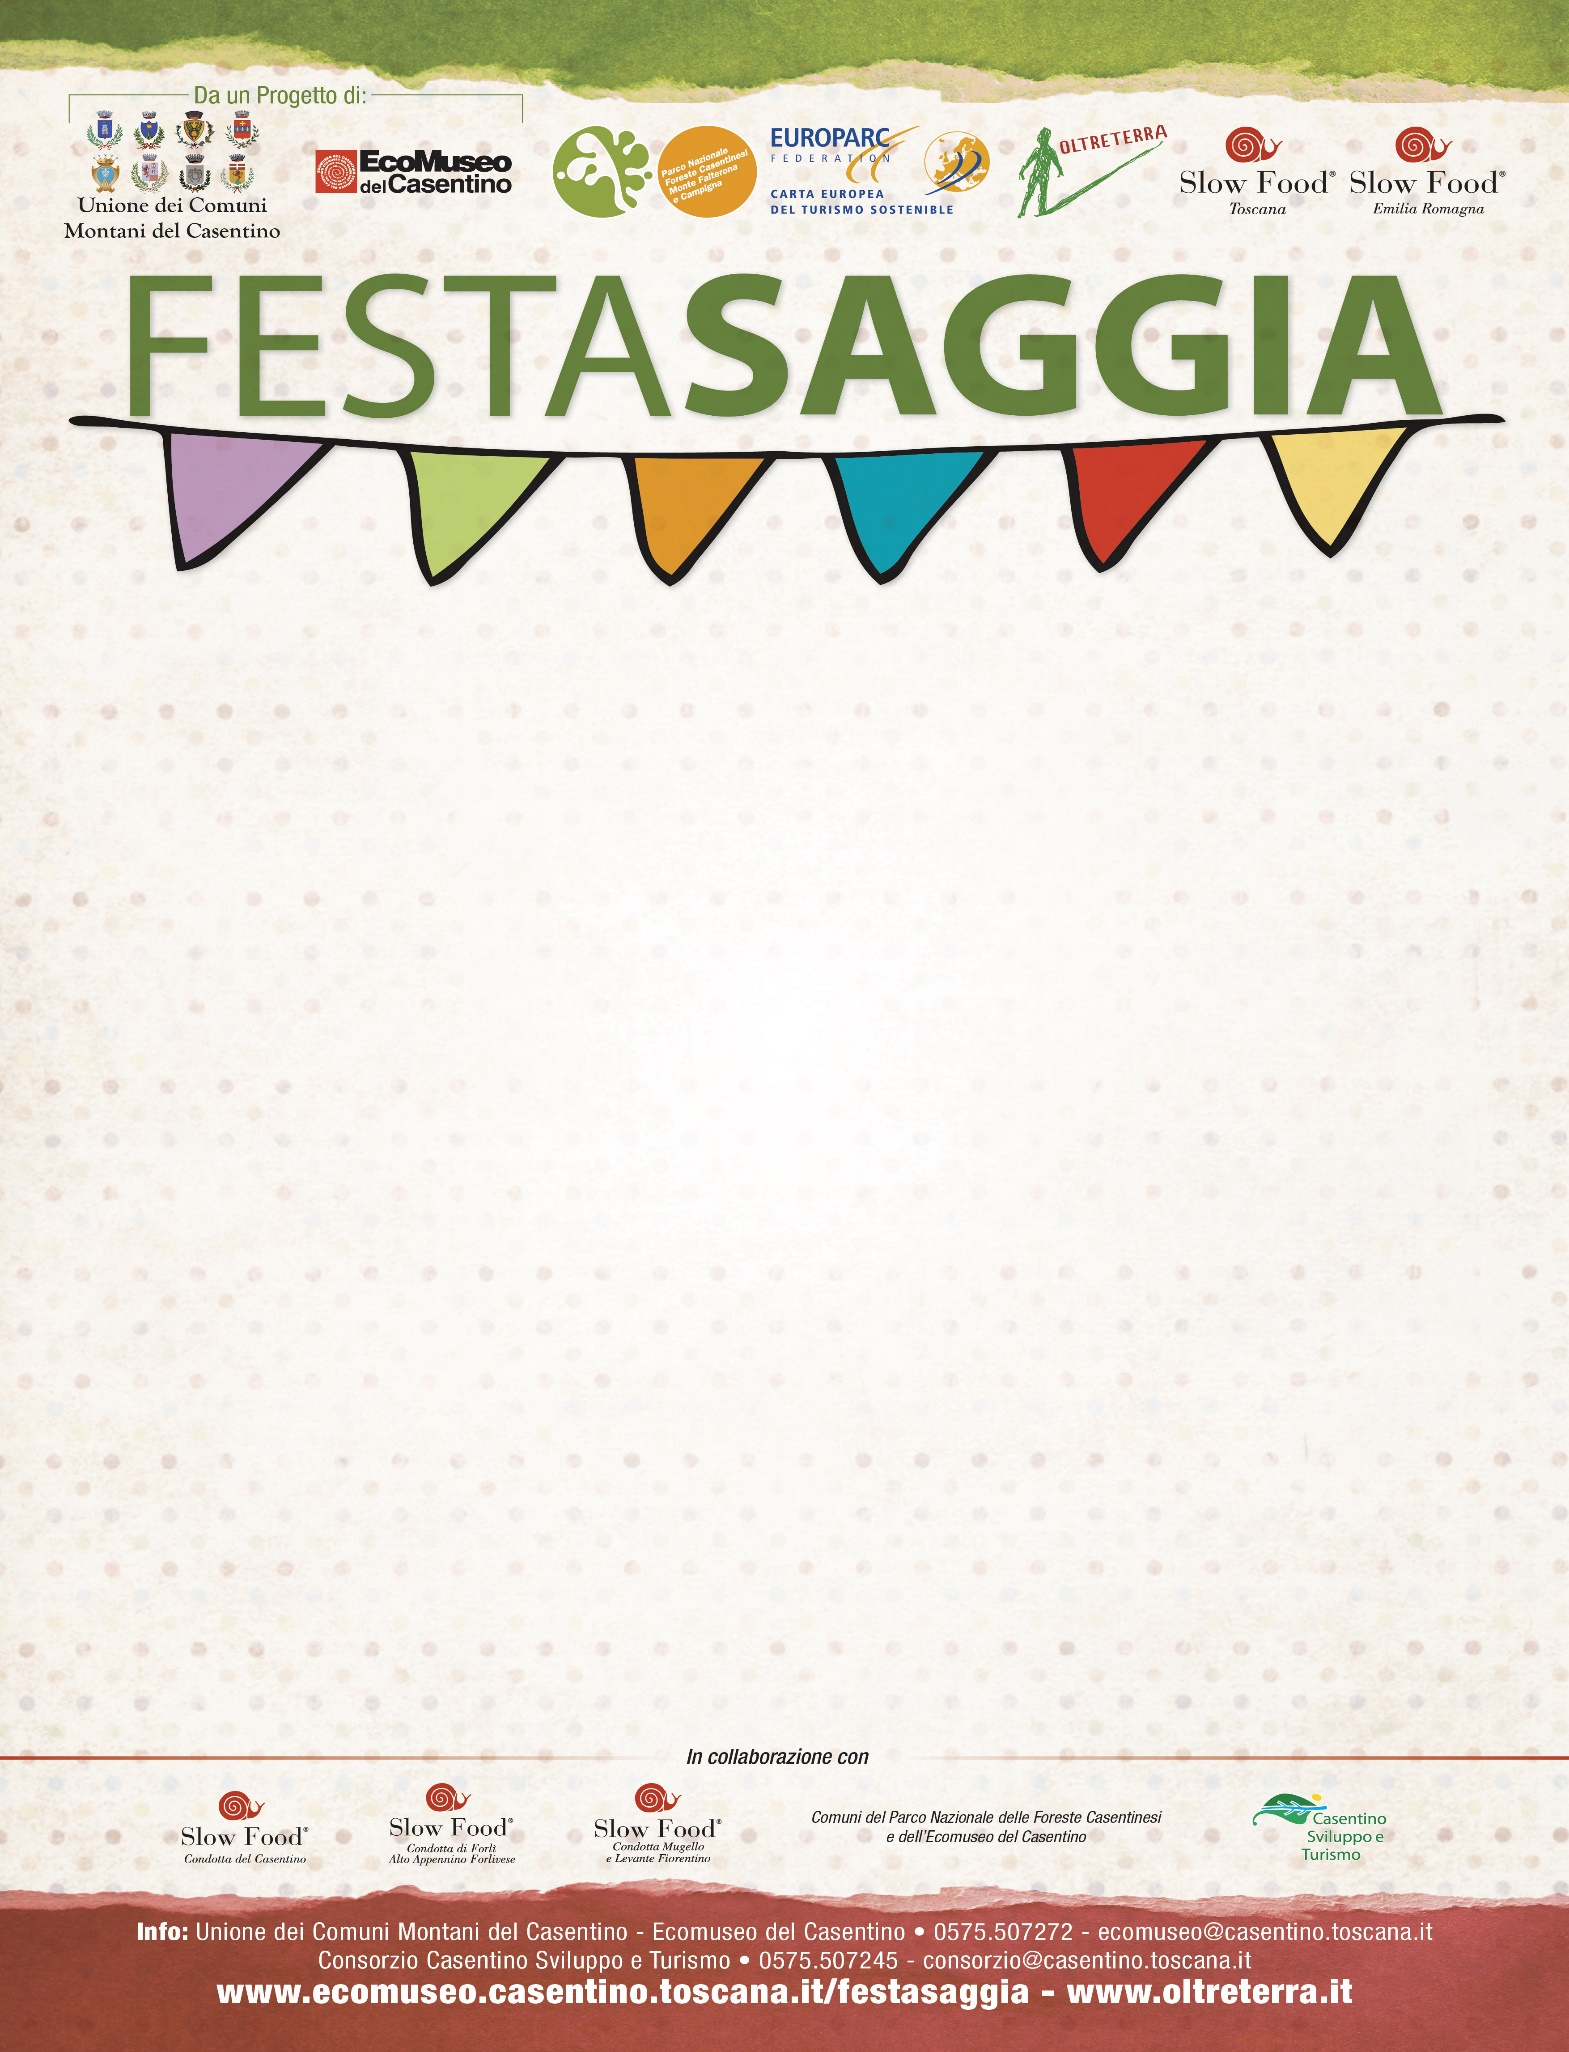 Da un Progetto di:
Unione dei Comuni
Montani del Casentino
EcoMuseo
del Casentino
Parco Nazionale
Foreste Casentinesi
Monte Falterona
e Campigna
EUROPARC
FEDERATION
CARTA EUROPEA
DEL TURISMO SOSTENIBLE
OLTRETERRA
Slow Food®
Toscana
Slow Food®
Emilia Romagna
FESTASAGGIA
In collaborazione con
Slow Food®
Condotta del Casentino
Slow Food®
Condotta di Forlì
Alto Appennino Forlivese
Slow Food®
Condotta Mugello
e Levante Fiorentino
Comuni del Parco Nazionale delle Foreste Casentinesi
e dell'Ecomuseo del Casentino
Casentino
Sviluppo e
Turismo
Info: Unione dei Comuni Montani del Casentino - Ecomuseo del Casentino • 0575.507272 - ecomuseo@casentino.toscana.it
Consorzio Casentino Sviluppo e Turismo • 0575.507245 - consorzio@casentino.toscana.it
www.ecomuseo.casentino.toscana.it/festasaggia - www.oltreterra.it